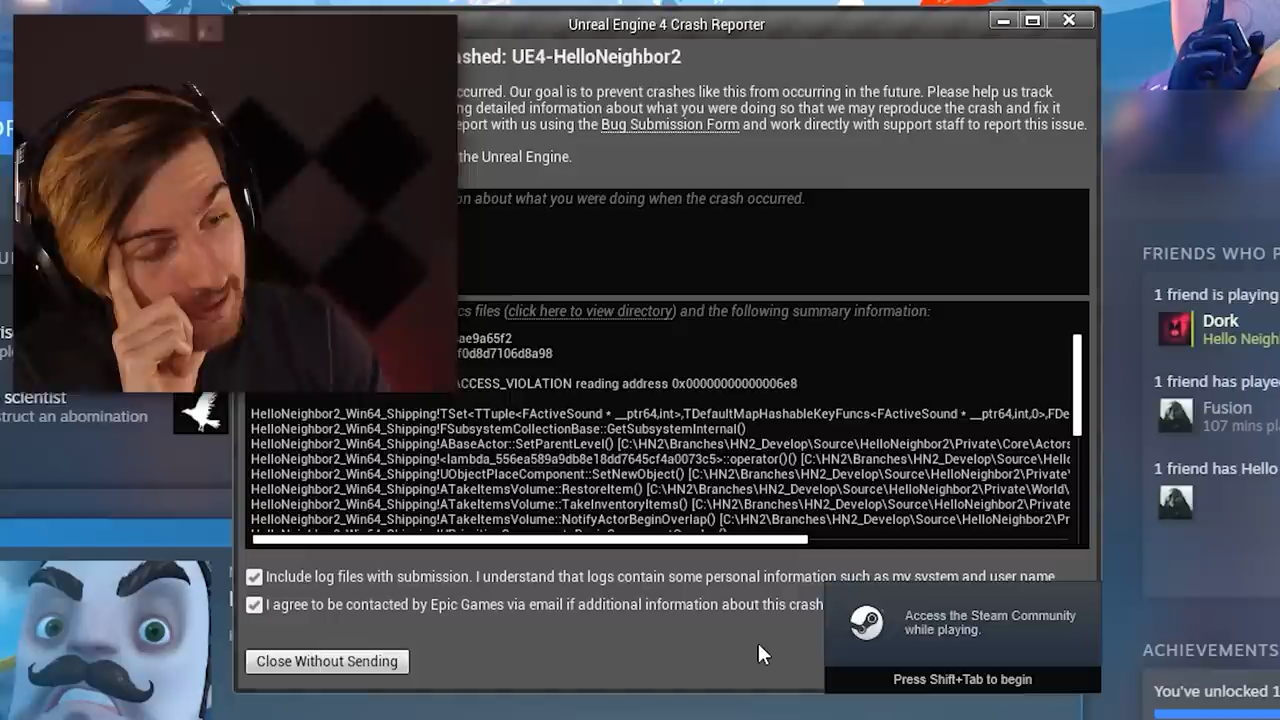 Unreal Engine 4 Crash Reporter
ashed: UE4-HelloNeighbor2
ccurred. Our goal is to prevent crashes like this from occurring in the future. Please help us track
ng detailed information about what you were doing so that we may reproduce the crash and fix it
eport with us using the Bug Submission Form and work directly with support staff to report this issue.
the Unreal Engine.
on about what you were doing when the crash occurred.
cs files (click here to view directory) and the following summary information:
ae9a65f2
f0d8d7106d8a98
ACCESS_VIOLATION reading address 0x00000000000006e8
HelloNeighbor2_Win64_Shipping!TSet<TTuple<FActiveSound * __ptr64,int>,TDefaultMapHashableKeyFuncs<FActiveSound * __ptr64,int,0>,FDe
HelloNeighbor2_Win64_Shipping!FSubsystemCollectionBase::GetSubsystemInternal()
HelloNeighbor2_Win64_Shipping!ABaseActor::SetParentLevel() [C:\HN2\Branches\HN2_Develop\Source\HelloNeighbor2\Private\Core\Actors
HelloNeighbor2_Win64_Shipping!<lambda_556ea589a9db8e18dd7645cf4a0073c5>::operator()() [C:\HN2\Branches\HN2_Develop\Source\Hello
HelloNeighbor2_Win64_Shipping!UObjectPlaceComponent::SetNewObject() [C:\HN2\Branches\HN2_Develop\Source\HelloNeighbor2\Private\
HelloNeighbor2_Win64_Shipping!ATakeItemsVolume::RestoreItem() [C:\HN2\Branches\HN2_Develop\Source\HelloNeighbor2\Private\World\
HelloNeighbor2_Win64_Shipping!ATakeItemsVolume::TakeInventoryItems() [C:\HN2\Branches\HN2_Develop\Source\HelloNeighbor2\Private
HelloNeighbor2_Win64_Shipping!ATakeItemsVolume::NotifyActorBeginOverlap() [C:\HN2\Branches\HN2_Develop\Source\HelloNeighbor2\Pr
Include log files with submission. I understand that logs contain some personal information such as my system and user name
I agree to be contacted by Epic Games via email if additional information about this crash
Close Without Sending
Access the Steam Community
while playing.
Press Shift+Tab to begin
scientist
struct an abomination
FRIENDS WHO P
1 friend is playing
Dork
Hello Neigh
1 friend has playe
Fusion
107 mins pl
1 friend has Hello
ACHIEVEMENTS
You've unlocked 1